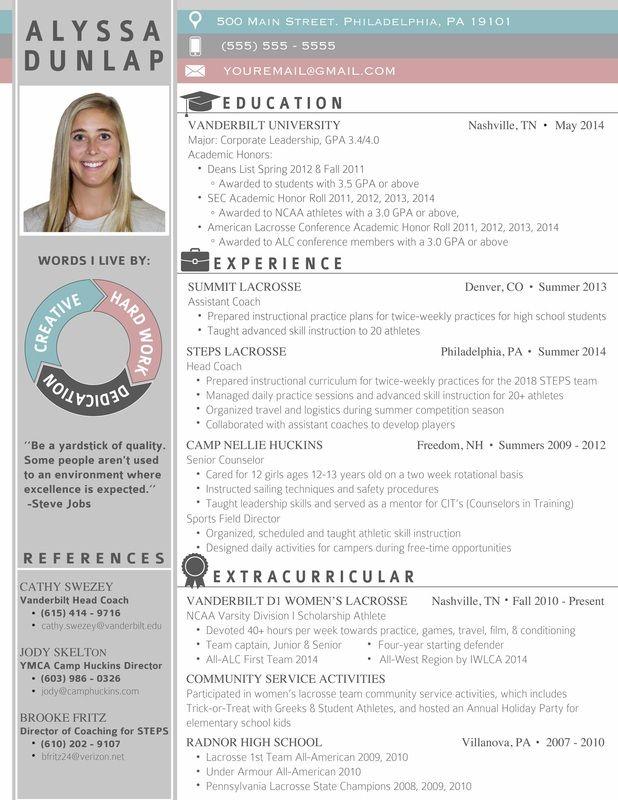 ALYSSA
DUNLAP
500 Main Street. Philadelphia, PA 19101
(555) 555 - 5555
YOUREMAIL@GMAIL.COM
WORDS I LIVE BY:
CREATIVE
HARD WORK
DEDICATION
“Be a yardstick of quality.
Some people aren’t used
to an environment where
excellence is expected.”
-Steve Jobs
REFERENCES
CATHY SWEZEY
Vanderbilt Head Coach
• (615) 414 - 9716
• cathy.swezey@vanderbilt.edu
JODY SKELTON
YMCA Camp Huckins Director
• (603) 986 - 0326
• jody@camphuckins.com
BROOKE FRITZ
Director of Coaching for STEPS
• (610) 202 - 9107
• bfritz24@verizon.net
EDUCATION
VANDERBILT UNIVERSITY Nashville, TN • May 2014
Major: Corporate Leadership, GPA 3.4/4.0
Academic Honors:
• Deans List Spring 2012 & Fall 2011
° Awarded to students with 3.5 GPA or above
• SEC Academic Honor Roll 2011, 2012, 2013, 2014
° Awarded to NCAA athletes with a 3.0 GPA or above,
• American Lacrosse Conference Academic Honor Roll 2011, 2012, 2013, 2014
° Awarded to ALC conference members with a 3.0 GPA or above
EXPERIENCE
SUMMIT LACROSSE Denver, CO • Summer 2013
Assistant Coach
• Prepared instructional practice plans for twice-weekly practices for high school students
• Taught advanced skill instruction to 20 athletes
STEPS LACROSSE Philadelphia, PA • Summer 2014
Head Coach
• Prepared instructional curriculum for twice-weekly practices for the 2018 STEPS team
• Managed daily practice sessions and advanced skill instruction for 20+ athletes
• Organized travel and logistics during summer competition season
• Collaborated with assistant coaches to develop players
CAMP NELLIE HUCKINS Freedom, NH • Summers 2009 - 2012
Senior Counselor
• Cared for 12 girls ages 12-13 years old on a two week rotational basis
• Instructed sailing techniques and safety procedures
• Taught leadership skills and served as a mentor for CIT’s (Counselors in Training)
Sports Field Director
• Organized, scheduled and taught athletic skill instruction
• Designed daily activities for campers during free-time opportunities
EXTRACURRICULAR
VANDERBILT D1 WOMEN’S LACROSSE Nashville, TN • Fall 2010 - Present
NCAA Varsity Division I Scholarship Athlete
• Devoted 40+ hours per week towards practice, games, travel, film, & conditioning
• Team captain, Junior & Senior • Four-year starting defender
• All-ALC First Team 2014 • All-West Region by IWLCA 2014
COMMUNITY SERVICE ACTIVITIES
Participated in women’s lacrosse team community service activities, which includes
Trick-or-Treat with Greeks & Student Athletes, and hosted an Annual Holiday Party for
elementary school kids
RADNOR HIGH SCHOOL Villanova, PA • 2007 - 2010
• Lacrosse 1st Team All-American 2009, 2010
• Under Armour All-American 2010
• Pennsylvania Lacrosse State Champions 2008, 2009, 2010